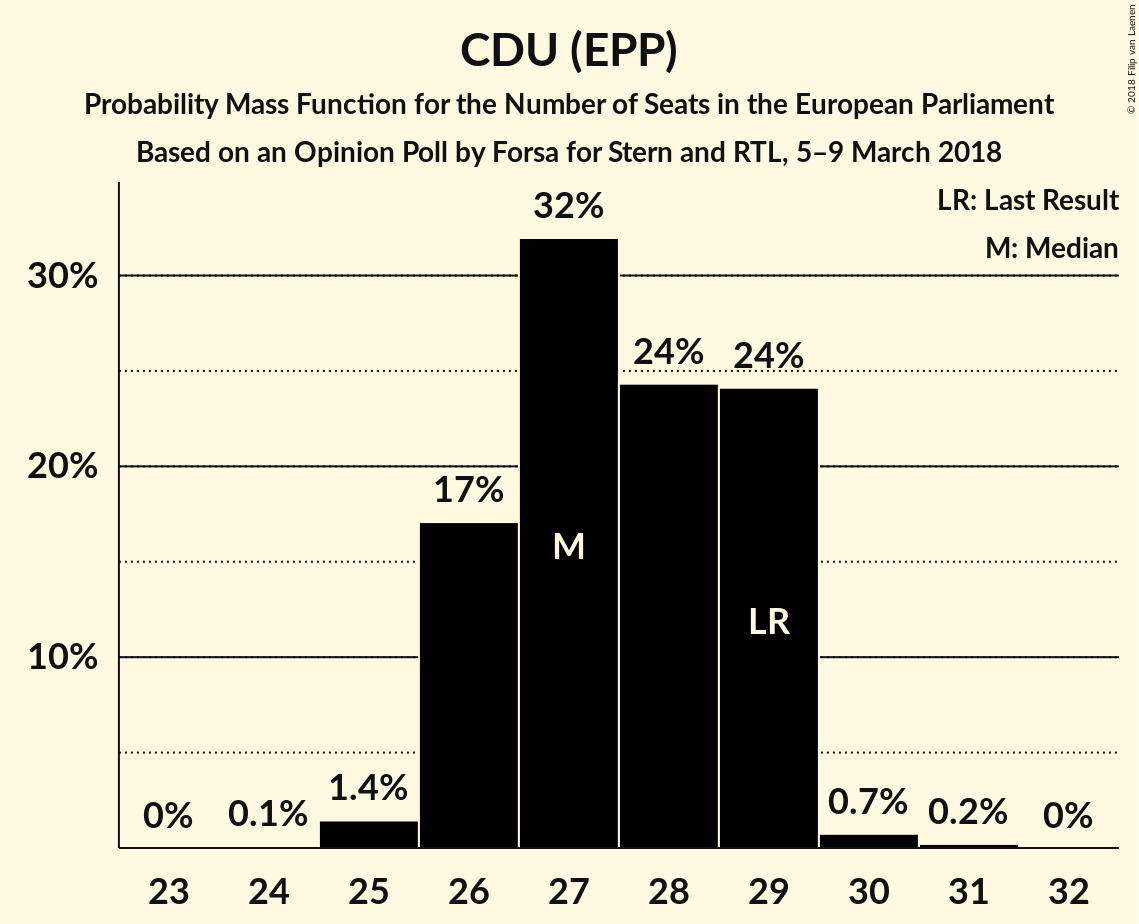 CDU (EPP)
Probability Mass Function for the Number of Seats in the European Parliament
Based on an Opinion Poll by Forsa for Stern and RTL, 5–9 March 2018
© 2018 Filip van Laenen
LR: Last Result
M: Median
30%
20%
10%
0%
0.1%
1.4%
17%
32%
24%
24%
0.7%
0.2%
0%
M
LR
23 24 25 26 27 28 29 30 31 32